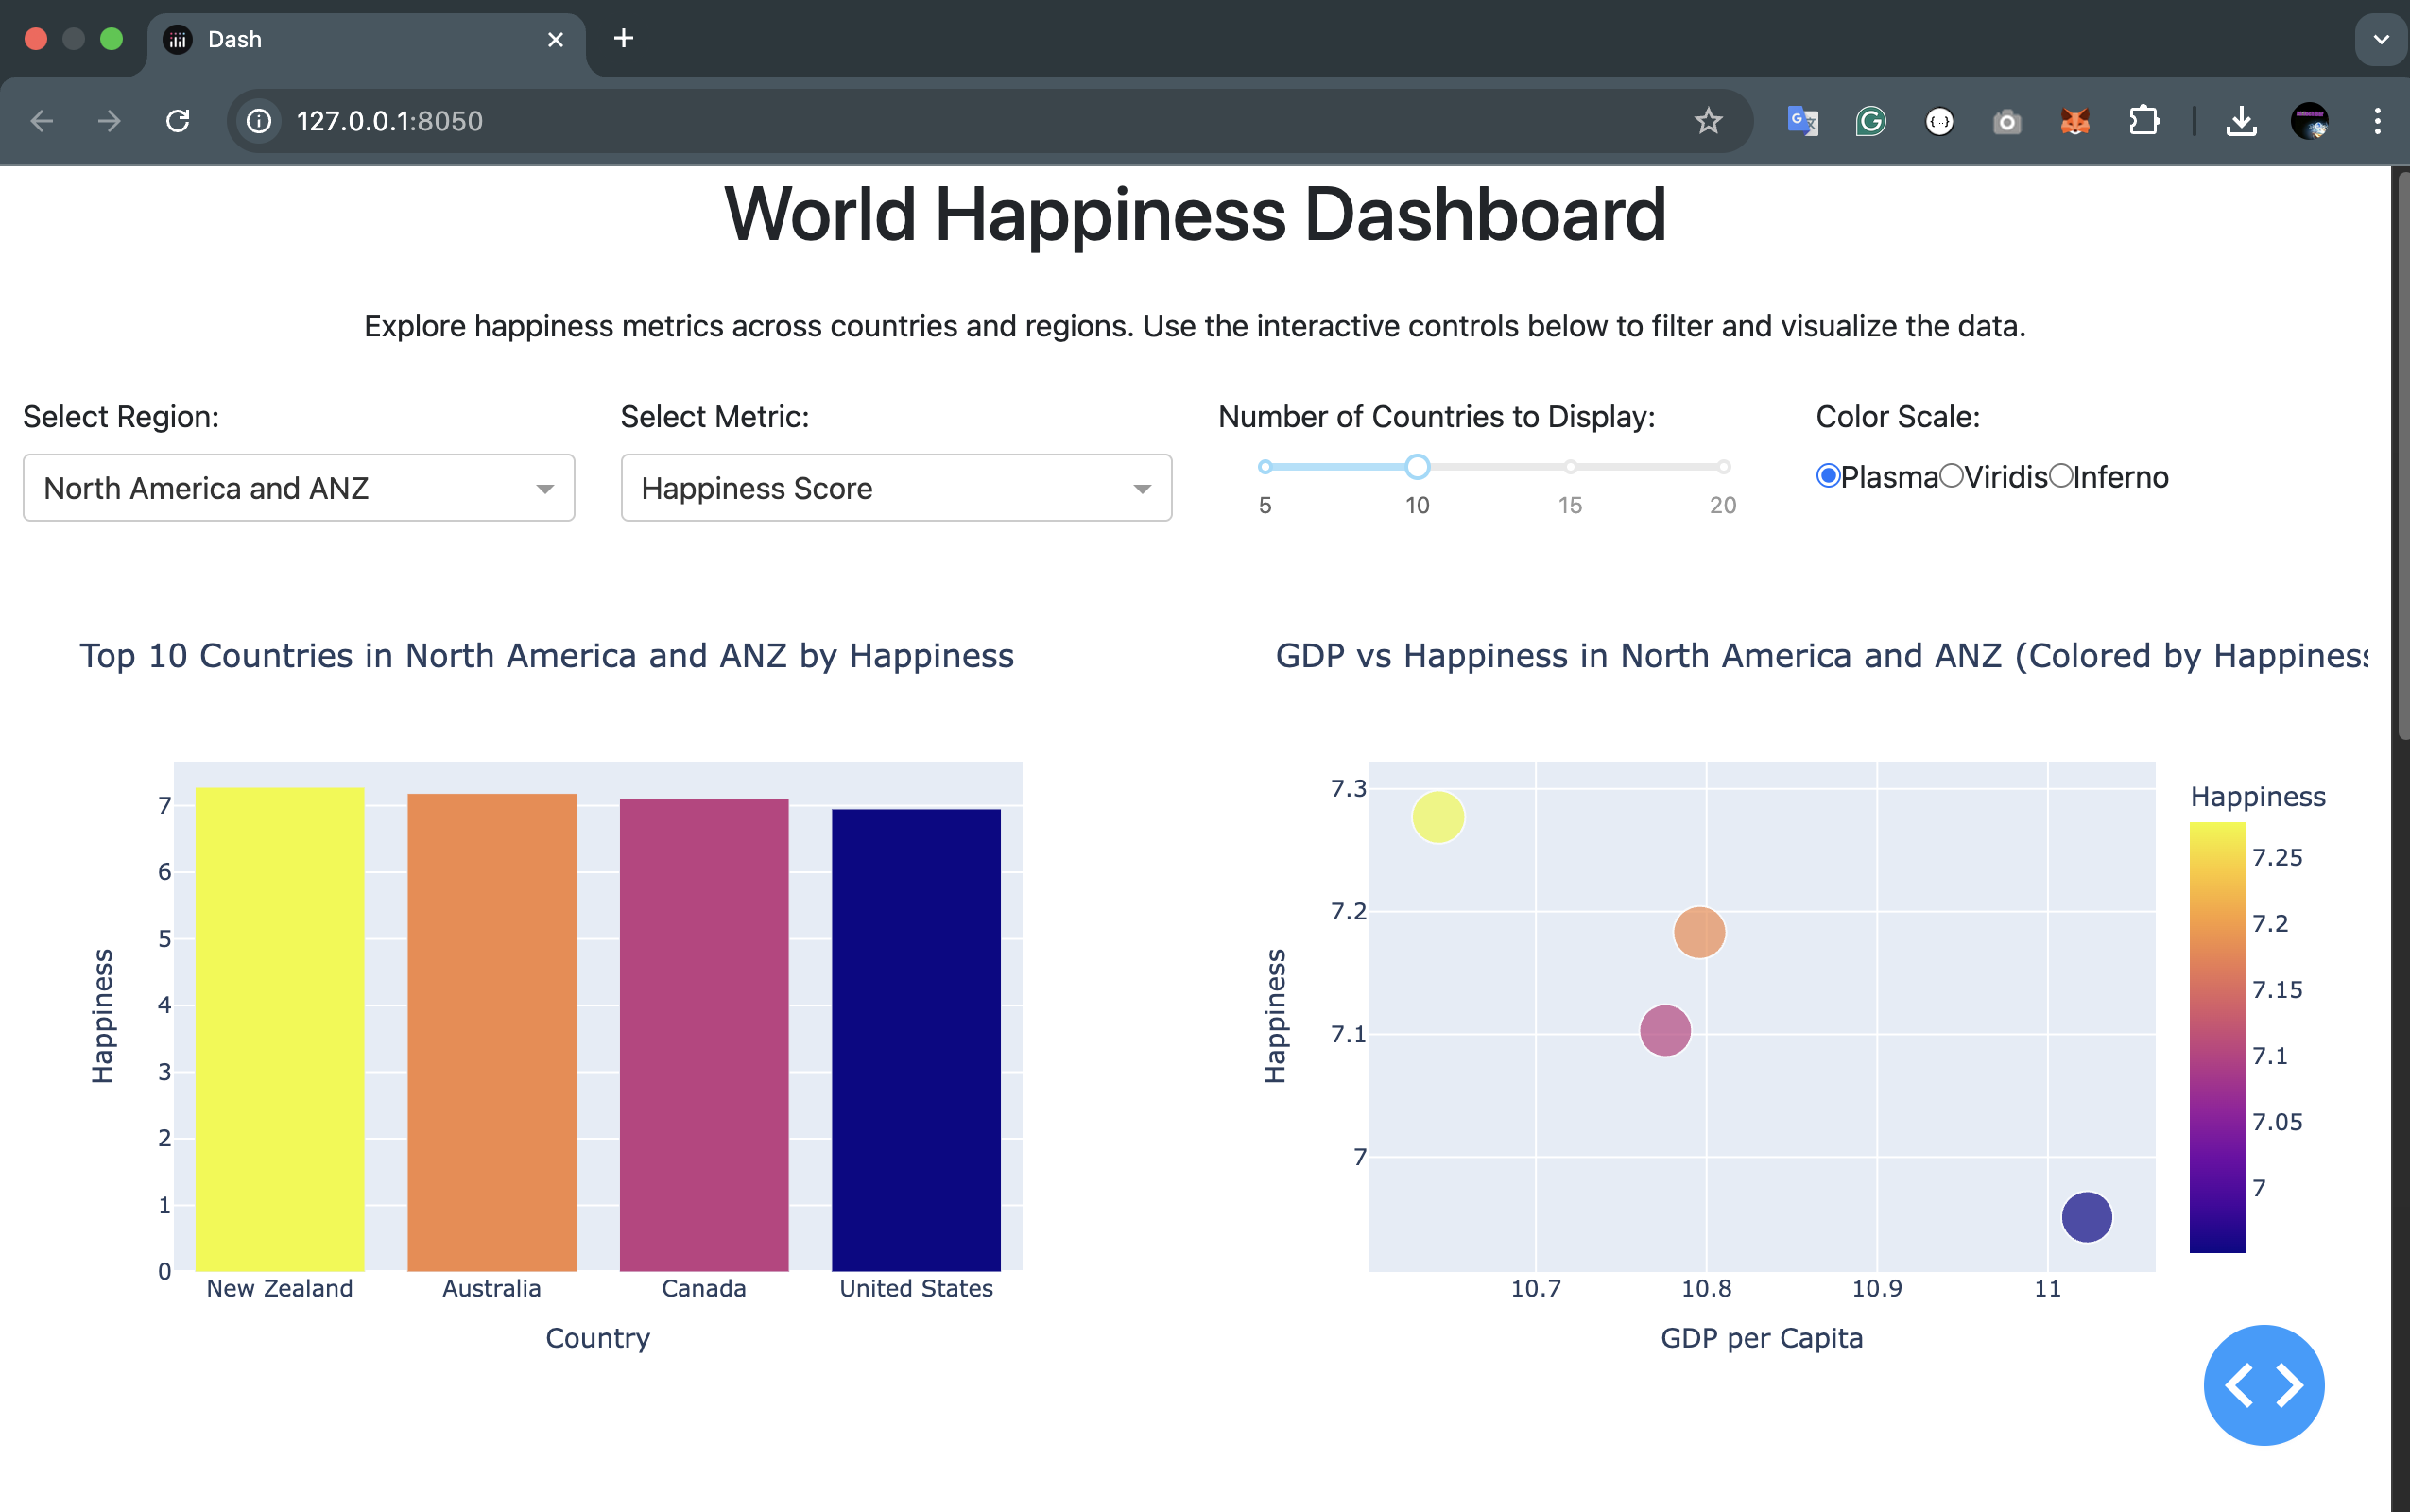 Dash
127.0.0.1:8050
World Happiness Dashboard
Explore happiness metrics across countries and regions. Use the interactive controls below to filter and visualize the data.
Select Region:
North America and ANZ
Select Metric:
Happiness Score
Number of Countries to Display:
5 10 15 20
Color Scale:
Plasma Viridis Inferno
Top 10 Countries in North America and ANZ by Happiness
7
6
5
4
3
2
1
0
Happiness
New Zealand Australia Canada United States
Country
GDP vs Happiness in North America and ANZ (Colored by Happiness
7.3
7.2
7.1
7
Happiness
10.7 10.8 10.9 11
GDP per Capita
Happiness
7.25
7.2
7.15
7.1
7.05
7